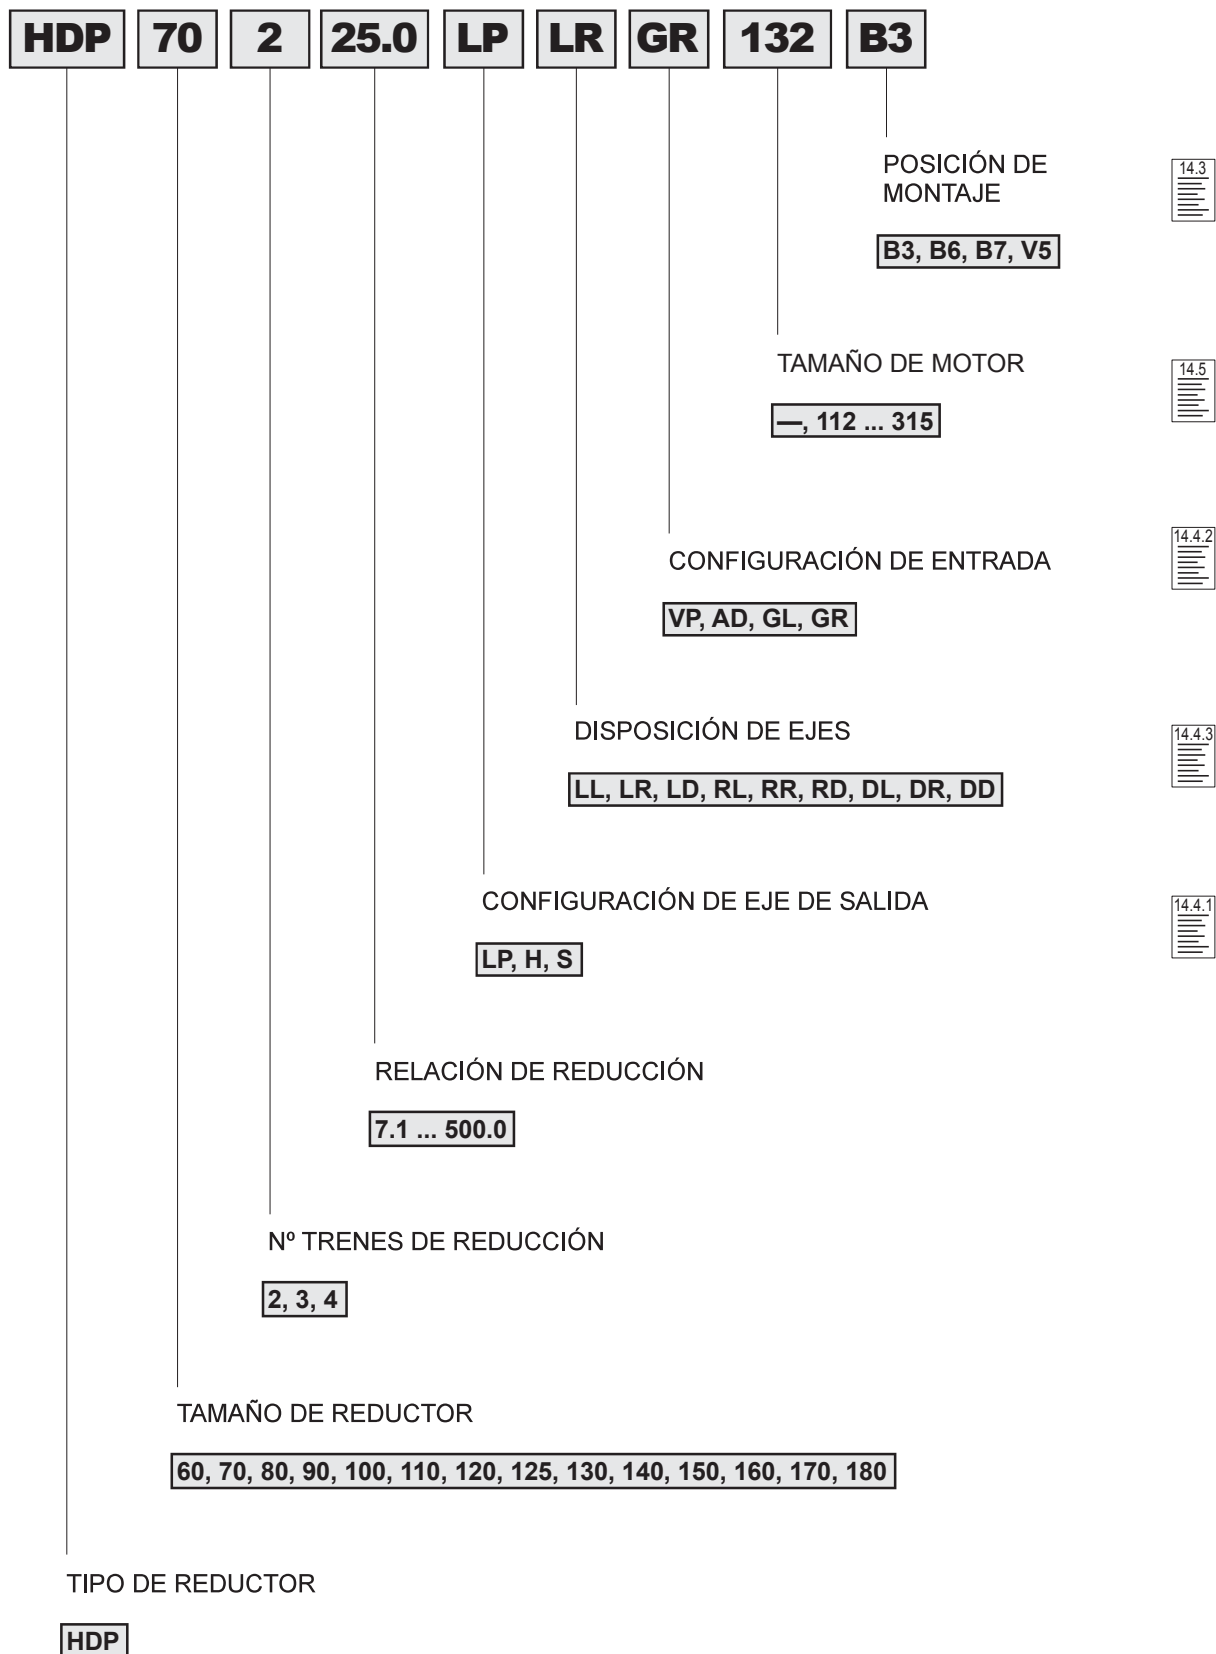 HDP 70 2 25.0 LP LR GR 132 B3
POSICIÓN DE
MONTAJE
14.3
B3, B6, B7, V5
TAMAÑO DE MOTOR
14.5
—, 112 ... 315
14.4.2
CONFIGURACIÓN DE ENTRADA
VP, AD, GL, GR
DISPOSICIÓN DE EJES
14.4.3
LL, LR, LD, RL, RR, RD, DL, DR, DD
CONFIGURACIÓN DE EJE DE SALIDA
14.4.1
LP, H, S
RELACIÓN DE REDUCCIÓN
7.1 ... 500.0
Nº TRENES DE REDUCCIÓN
2, 3, 4
TAMAÑO DE REDUCTOR
60, 70, 80, 90, 100, 110, 120, 125, 130, 140, 150, 160, 170, 180
TIPO DE REDUCTOR
HDP